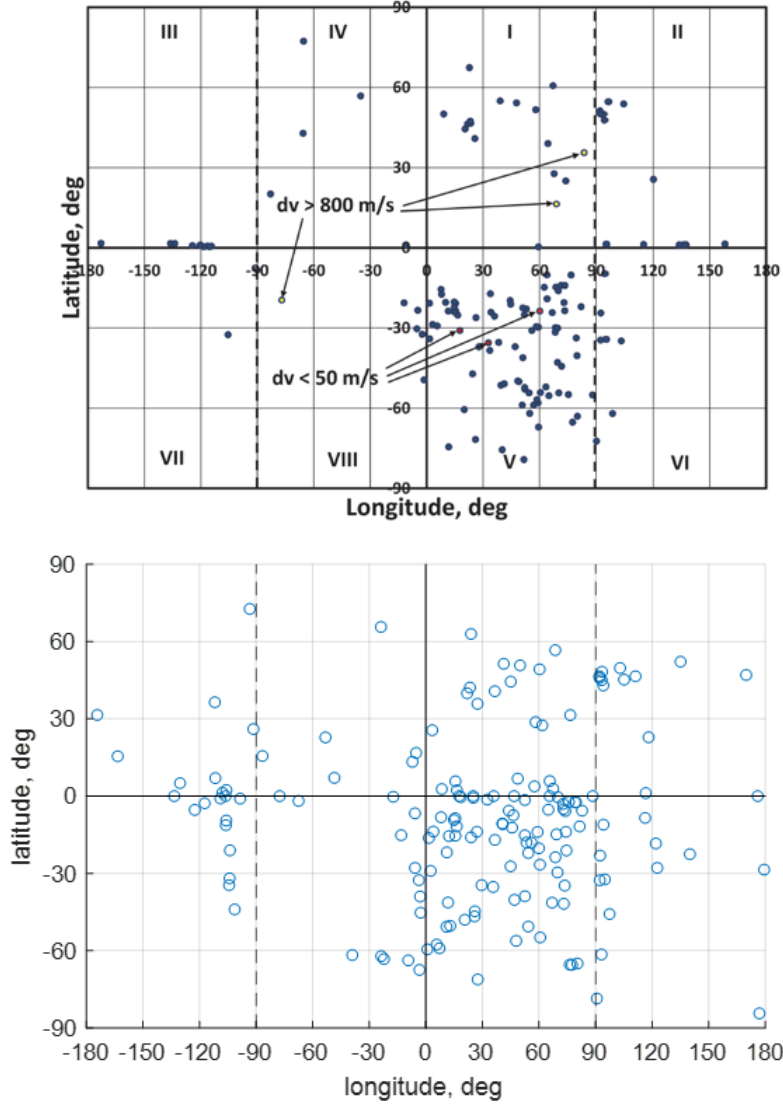 90
III IV I II
60
30
dv > 800 m/s
0
-180 -150 -120 -90 -60 -30 0 30 60 90 120 150 180
-30
dv < 50 m/s
-60
VII VIII V VI
-90
Latitude, deg
Longitude, deg
90
60
30
0
-30
-60
-90
-180 -150 -120 -90 -60 -30 0 30 60 90 120 150 180
latitude, deg
longitude, deg